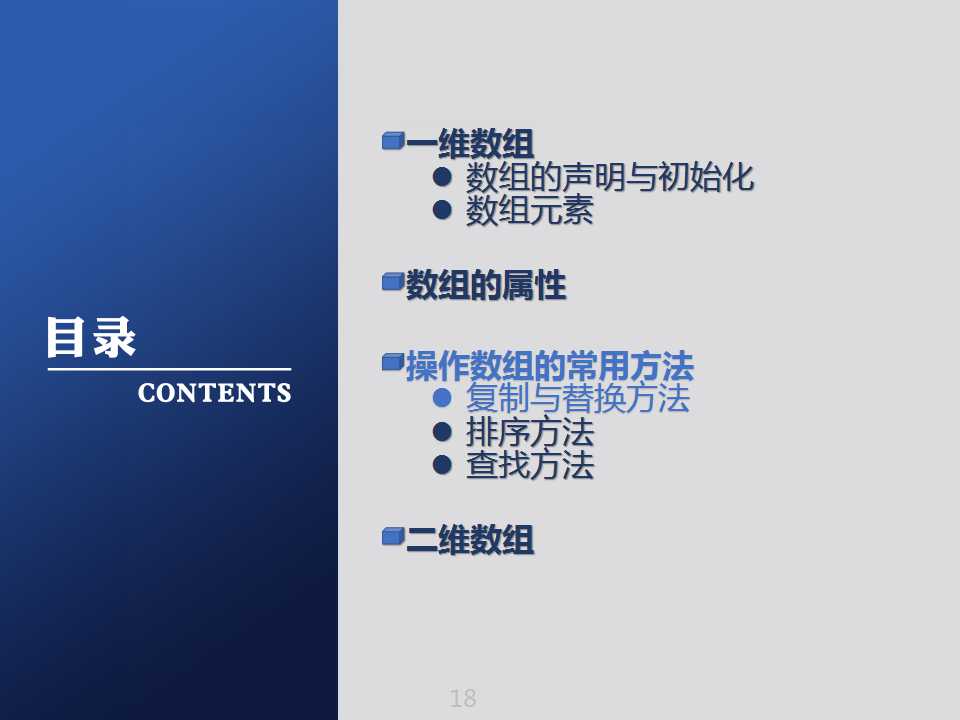 目录
CONTENTS
一维数组
数组的声明与初始化
数组元素
数组的属性
操作数组的常用方法
复制与替换方法
排序方法
查找方法
二维数组
18